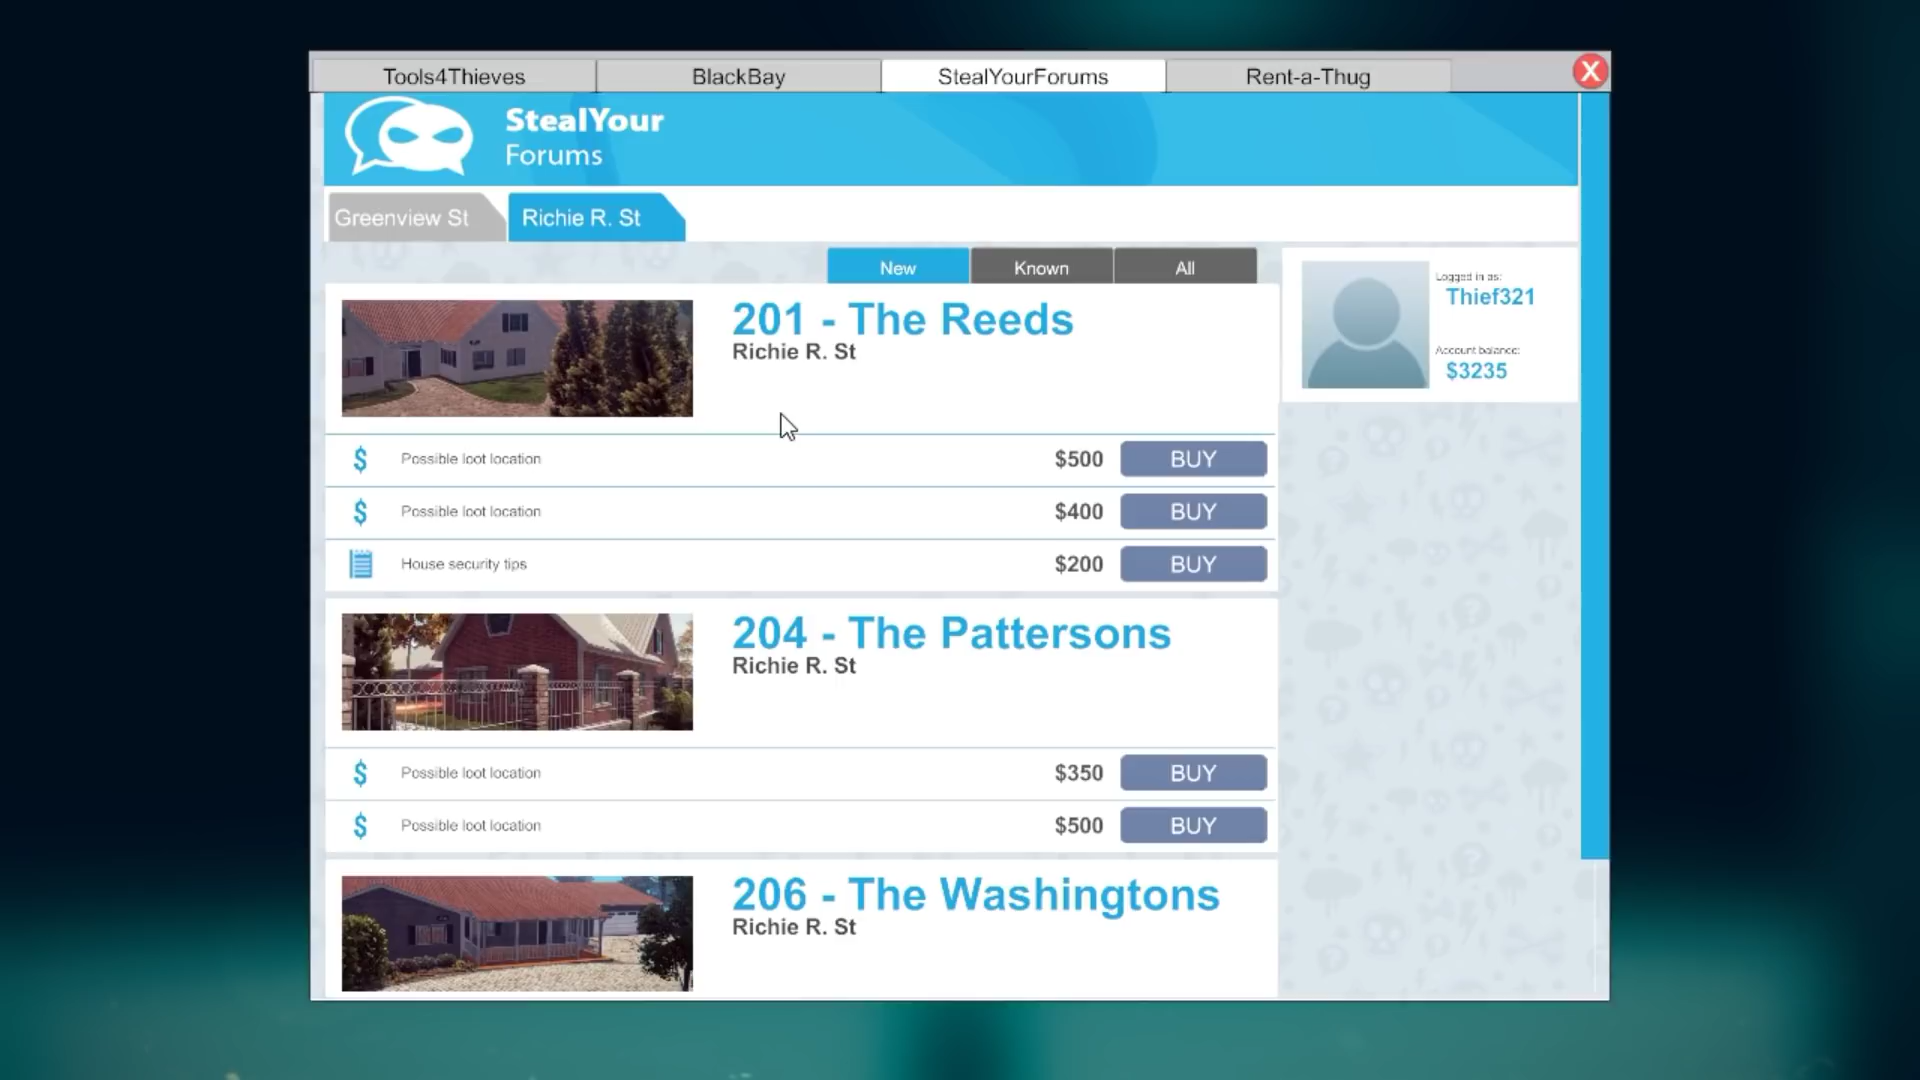 Tools4Thieves
BlackBay
StealYourForums
Rent-a-Thug
X
StealYour
Forums
Greenview St
Richie R. St
New
Known
All
Logged in as:
Thief321
Account balance:
$3235
201 - The Reeds
Richie R. St
$ Possible loot location $500 BUY
$ Possible loot location $400 BUY
House security tips $200 BUY
204 - The Pattersons
Richie R. St
$ Possible loot location $350 BUY
$ Possible loot location $500 BUY
206 - The Washingtons
Richie R. St